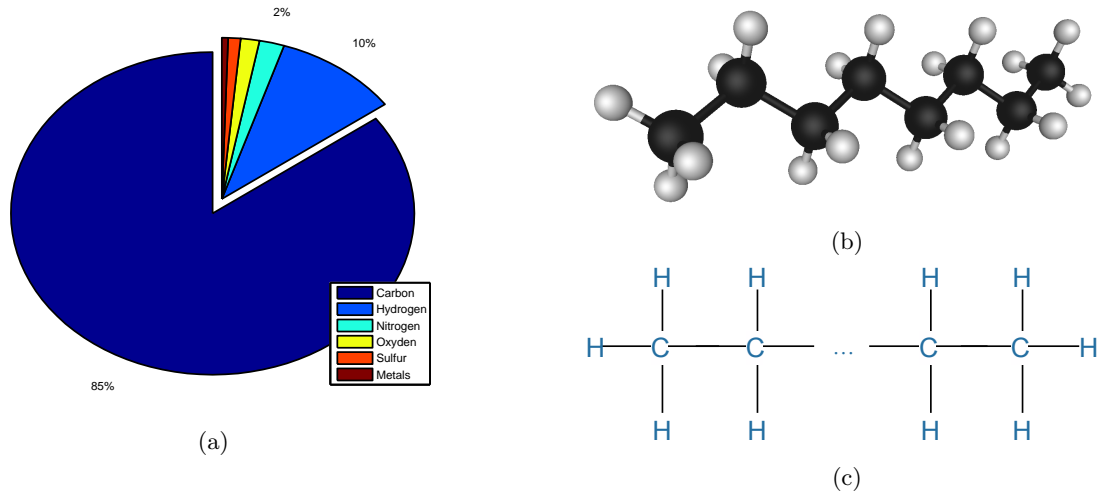 2%
10%
85%
Carbon
Hydrogen
Nitrogen
Oxyden
Sulfur
Metals
(a)
(b)
H H H H
H C C ... C C H
H H H H
(c)